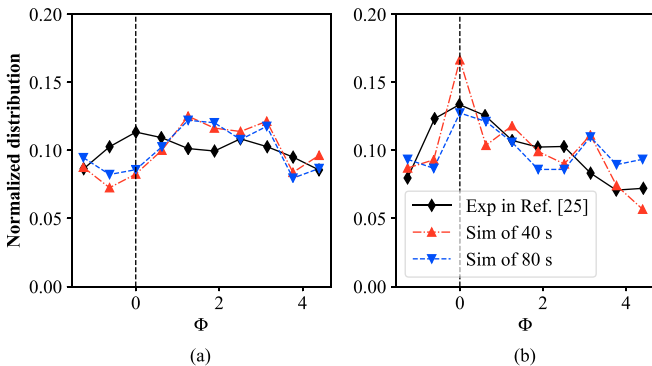 Normalized distribution
0.20
0.15
0.10
0.05
0.00
0
2
4
Φ
(a)
0.20
0.15
0.10
0.05
0.00
Exp in Ref. [25]
Sim of 40 s
Sim of 80 s
0
2
4
Φ
(b)